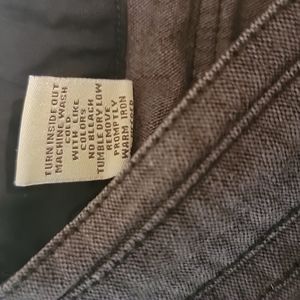 TURN INSIDE OUT
MACHINE WASH
COLD
WITH LIKE
COLORS
NO BLEACH
TUMBLE DRY LOW
REMOVE
PROMPTLY
WARM IRON